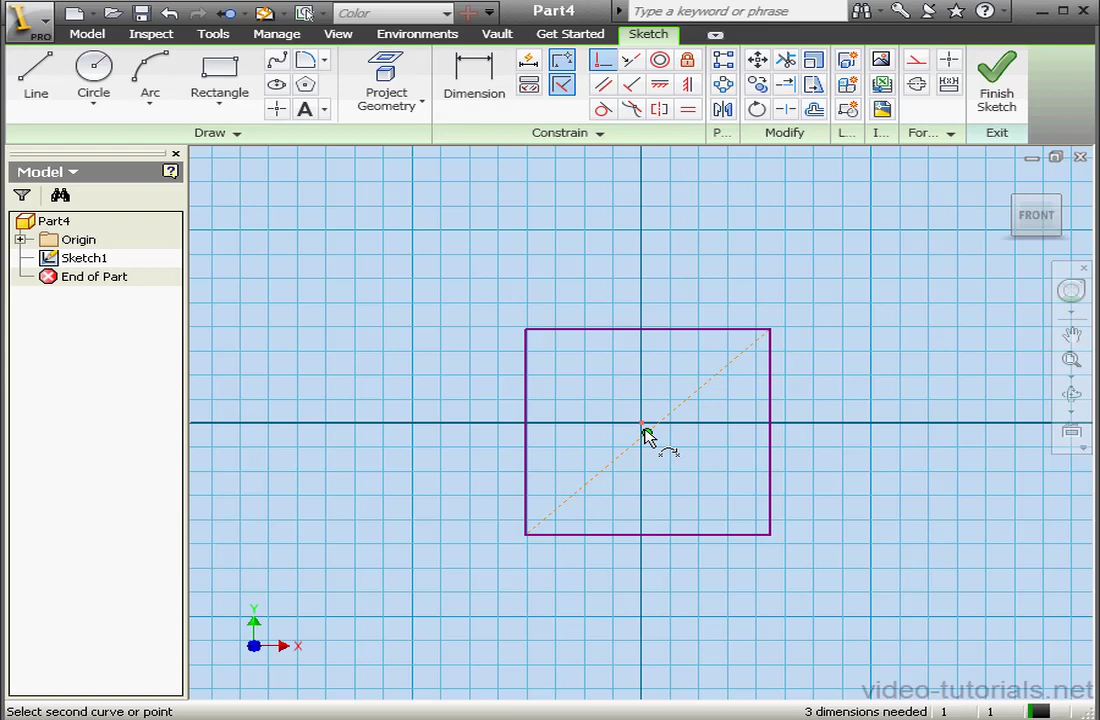 PRO
Color
Part4
Type a keyword or phrase
Model
Inspect
Tools
Manage
View
Environments
Vault
Get Started
Sketch
Line
Circle
Arc
Rectangle
A
Project
Geometry
Dimension
Finish
Sketch
Draw
Constrain
P...
Modify
L...
I...
For...
Exit
Model
Part4
Origin
Sketch1
End of Part
FRONT
Y
X
video-tutorials.net
Select second curve or point
3 dimensions needed
1
1